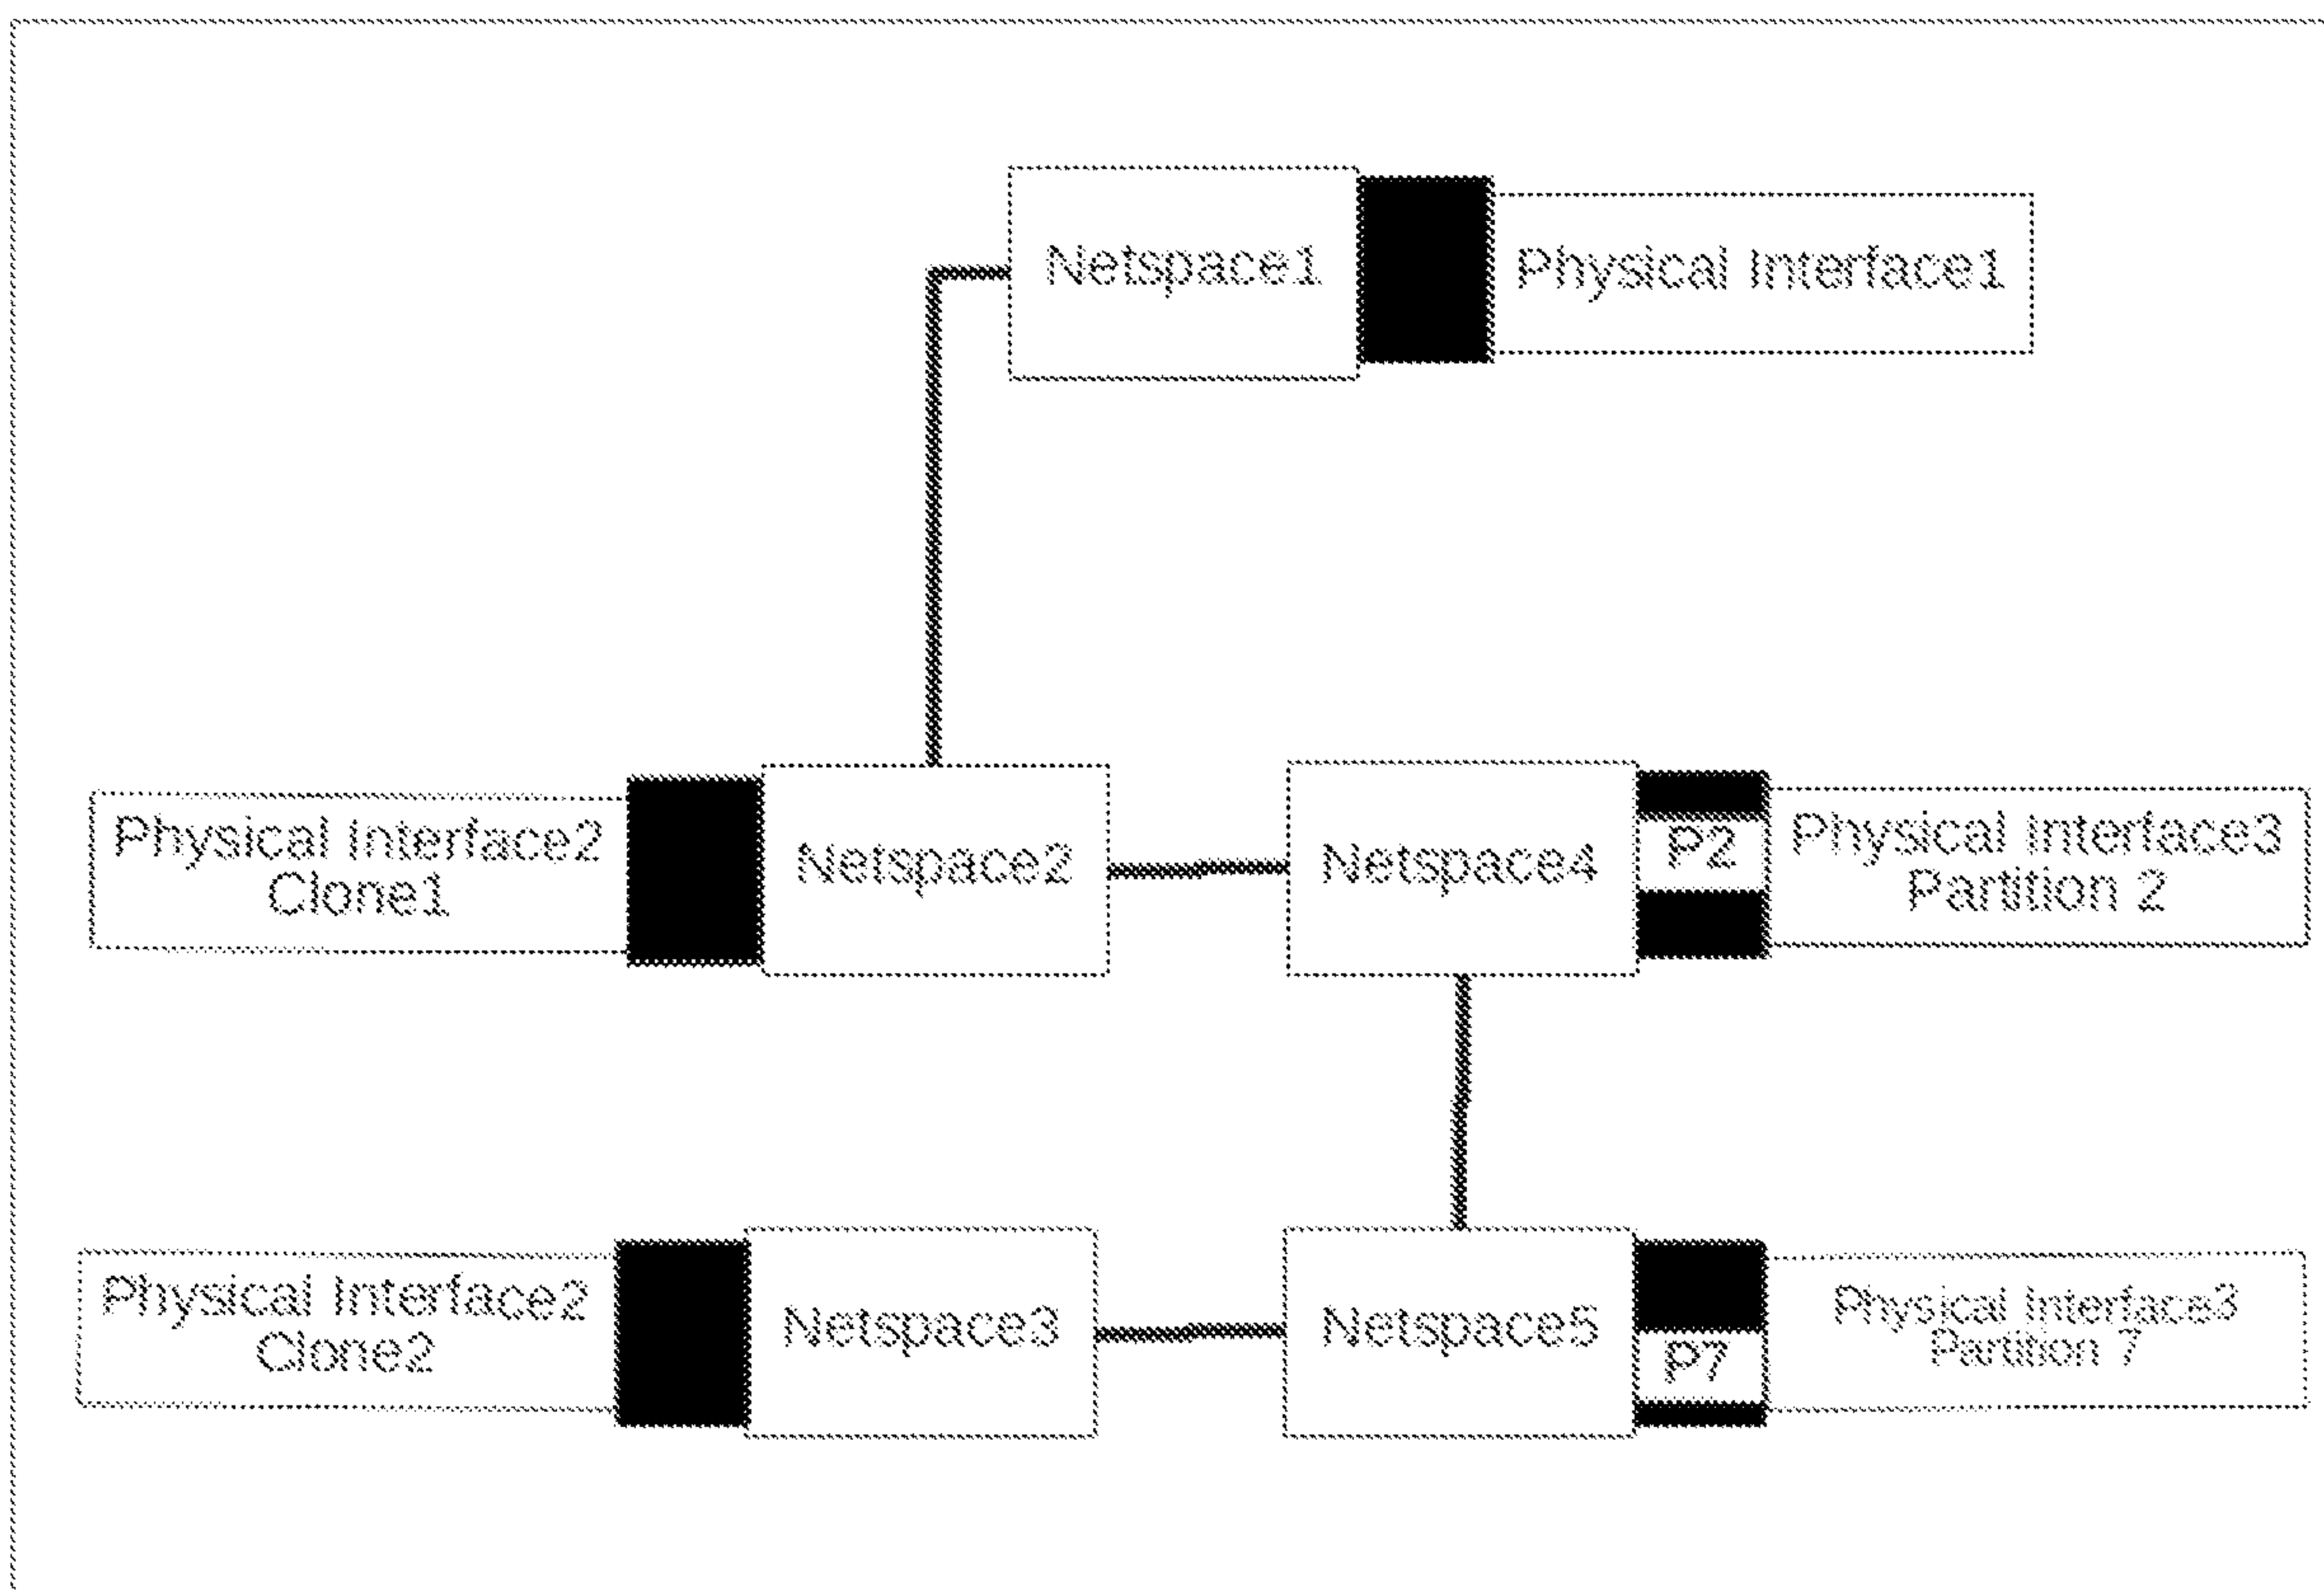 Netspace1
Physical Interface1
Physical Interface2
Clone1
Netspace2
Netspace4
P2
Physical Interface3
Partition 2
Physical Interface2
Clone2
Netspace3
Netspace5
P7
Physical Interface3
Partition 7